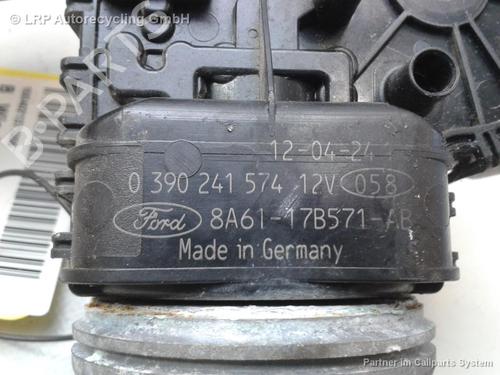 © LRP Autorecycling GmbH
B-PARTS
12-04-24
0 390 241 574 12V 058
Ford 8A61-17B571-AB
Made in Germany
Partner im Callparts System